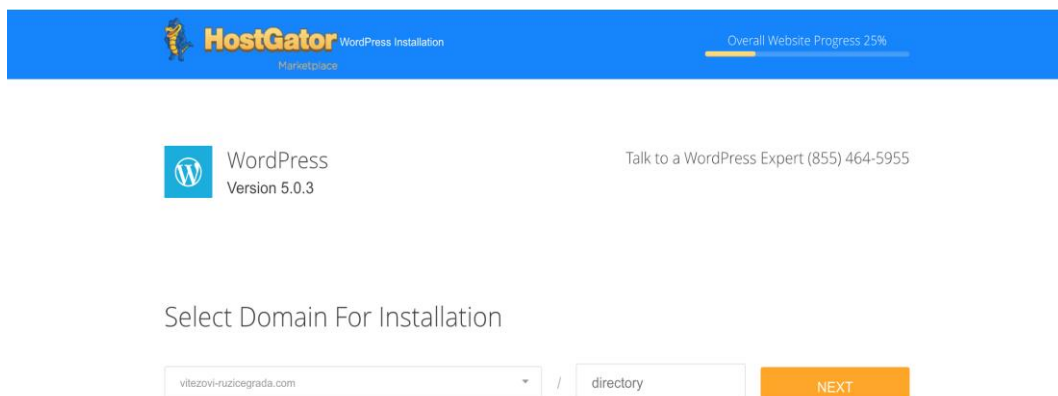 HostGator WordPress Installation
Marketplace
Overall Website Progress 25%
WordPress
Version 5.0.3
Talk to a WordPress Expert (855) 464-5955
Select Domain For Installation
vitezovi-ruzicegrada.com / directory NEXT